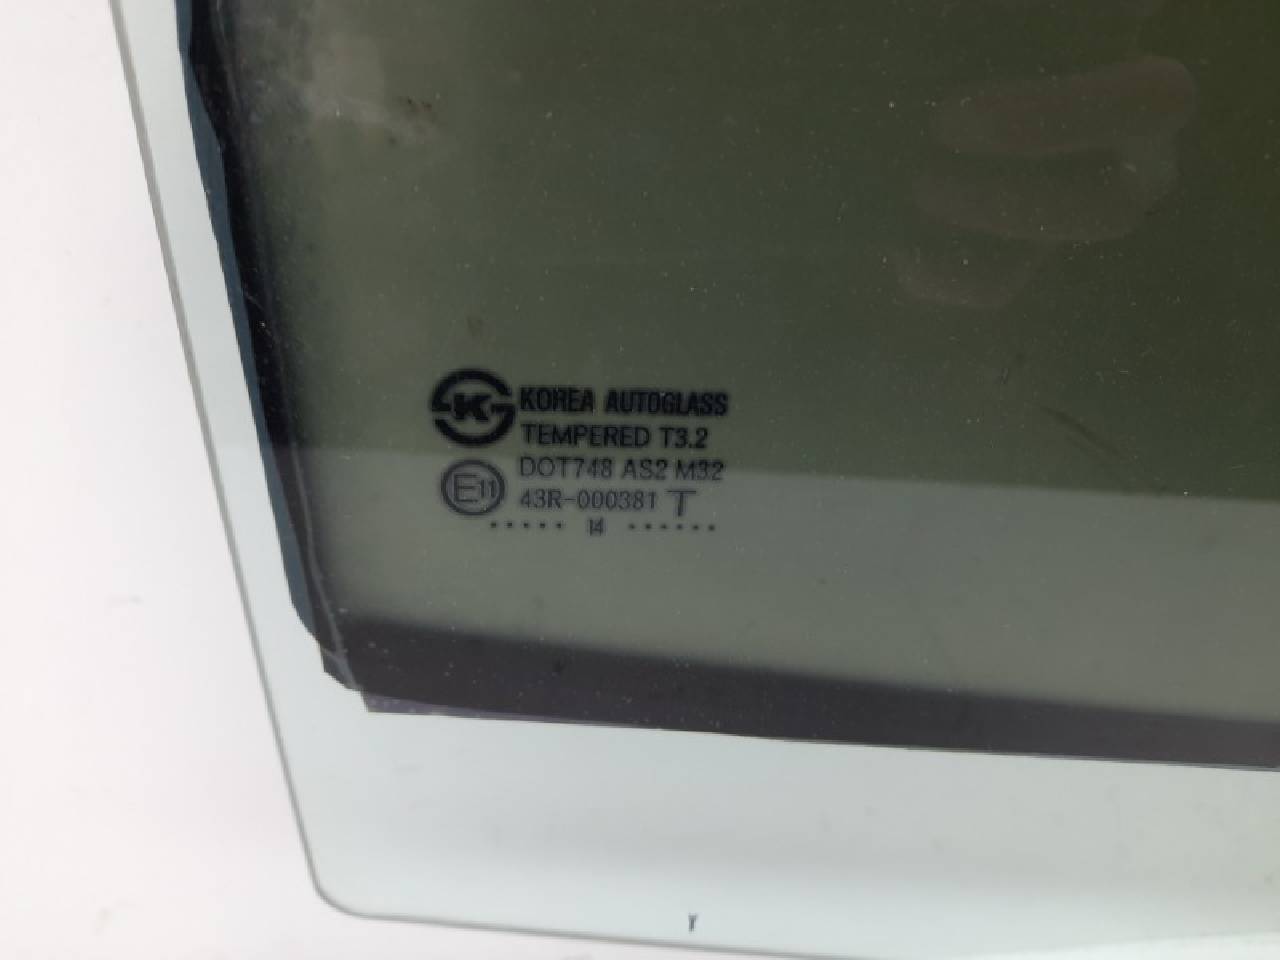 K KOREA AUTOGLASS
TEMPERED T3.2
DOT748 AS2 M32
E11 43R-000381 T
····· 14 ······
Y